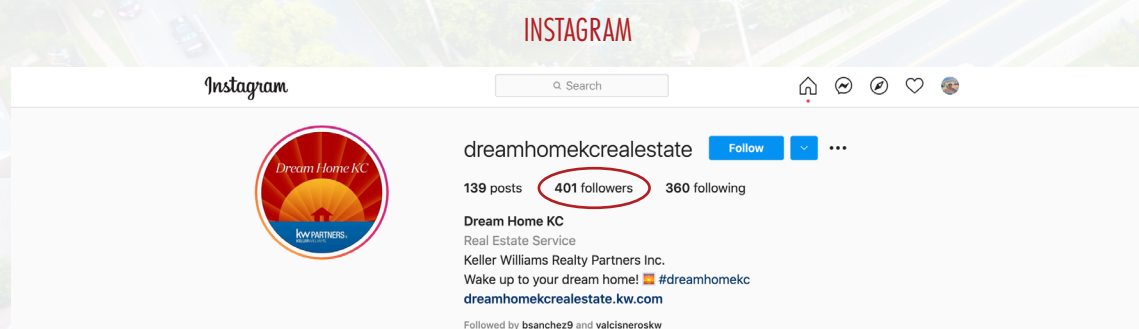 INSTAGRAM
Instagram
Search
dreamhomekcrealestate Follow
139 posts 401 followers 360 following
Dream Home KC
Dream Home KC
Real Estate Service
kw PARTNERS
KELLERWILLIAMS
Keller Williams Realty Partners Inc.
Wake up to your dream home! 🌅 #dreamhomekc
dreamhomekcrealestate.kw.com
Followed by bsanchez9 and valcisneroskw